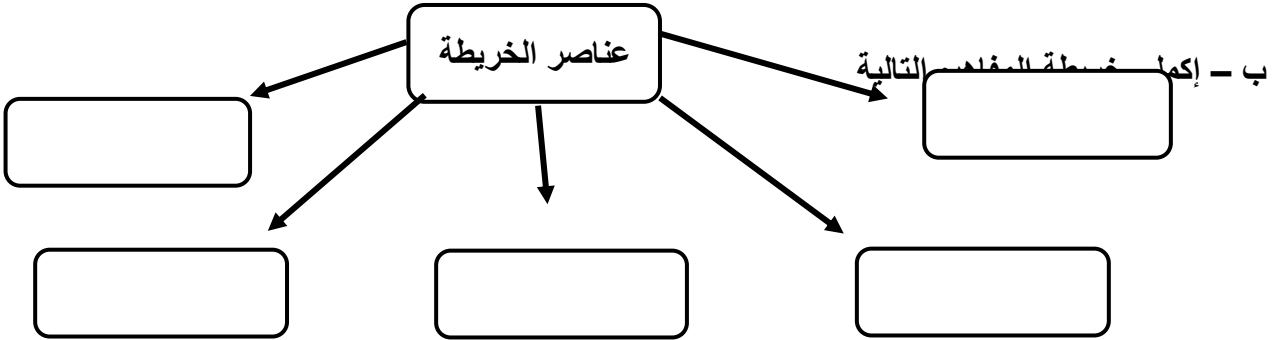 عناصر الخريطة
ب – إكمل خريطة المفاهيم التالية